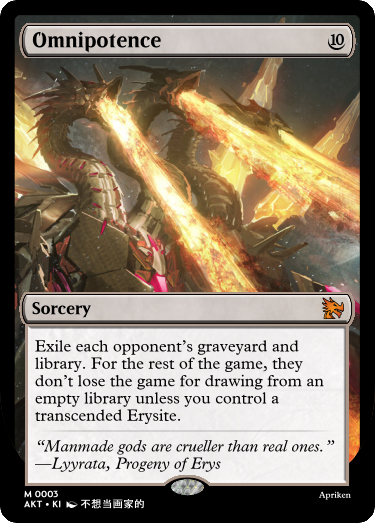 Omnipotence
10
Sorcery
Exile each opponent's graveyard and
library. For the rest of the game, they
don't lose the game for drawing from an
empty library unless you control a
transcended Erysite.
“Manmade gods are crueller than real ones.”
—Lyyrata, Progeny of Erys
M 0003
AKT • KI 不想当画家的
Apriken